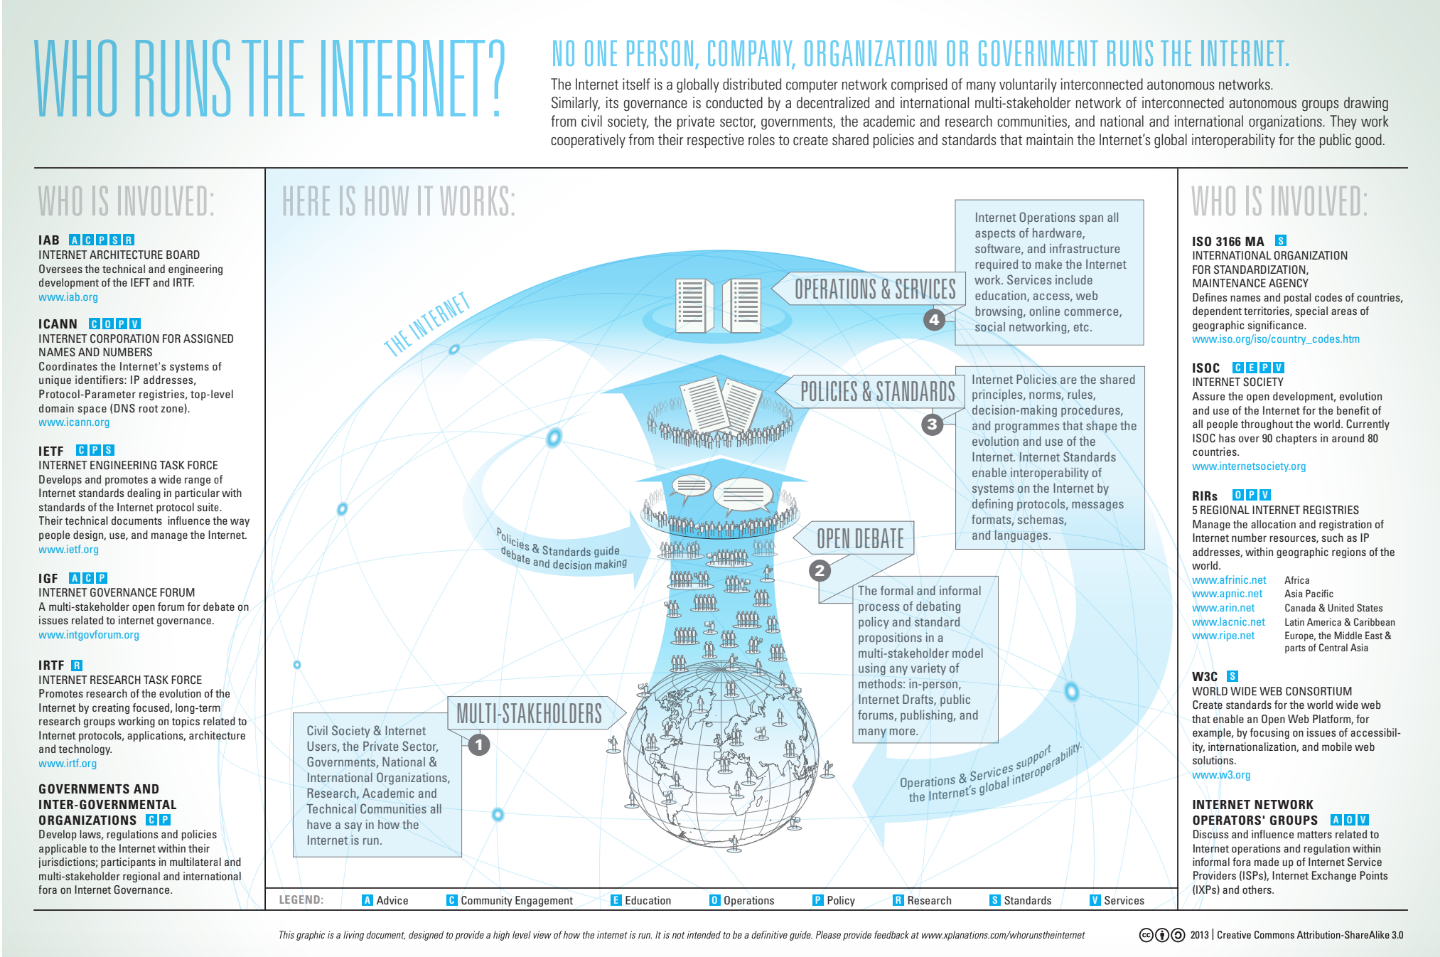 WHO RUNS THE INTERNET?
NO ONE PERSON, COMPANY, ORGANIZATION OR GOVERNMENT RUNS THE INTERNET.
The Internet itself is a globally distributed computer network comprised of many voluntarily interconnected autonomous networks.
Similarly, its governance is conducted by a decentralized and international multi-stakeholder network of interconnected autonomous groups drawing
from civil society, the private sector, governments, the academic and research communities, and national and international organizations. They work
cooperatively from their respective roles to create shared policies and standards that maintain the Internet's global interoperability for the public good.
WHO IS INVOLVED:
IAB A C P S R
INTERNET ARCHITECTURE BOARD
Oversees the technical and engineering
development of the IEFT and IRTF.
www.iab.org
ICANN C O P V
INTERNET CORPORATION FOR ASSIGNED
NAMES AND NUMBERS
Coordinates the Internet's systems of
unique identifiers: IP addresses,
Protocol-Parameter registries, top-level
domain space (DNS root zone).
www.icann.org
IETF C P S
INTERNET ENGINEERING TASK FORCE
Develops and promotes a wide range of
Internet standards dealing in particular with
standards of the Internet protocol suite.
Their technical documents influence the way
people design, use, and manage the Internet.
www.ietf.org
IGF A C P
INTERNET GOVERNANCE FORUM
A multi-stakeholder open forum for debate on
issues related to internet governance.
www.intgovforum.org
IRTF R
INTERNET RESEARCH TASK FORCE
Promotes research of the evolution of the
Internet by creating focused, long-term
research groups working on topics related to
Internet protocols, applications, architecture
and technology.
www.irtf.org
GOVERNMENTS AND
INTER-GOVERNMENTAL
ORGANIZATIONS C P
Develop laws, regulations and policies
applicable to the Internet within their
jurisdictions; participants in multilateral and
multi-stakeholder regional and international
fora on Internet Governance.
HERE IS HOW IT WORKS:
THE INTERNET
OPERATIONS & SERVICES
4
Internet Operations span all
aspects of hardware,
software, and infrastructure
required to make the Internet
work. Services include
education, access, web
browsing, online commerce,
social networking, etc.
POLICIES & STANDARDS
3
Internet Policies are the shared
principles, norms, rules,
decision-making procedures,
and programmes that shape the
evolution and use of the
Internet. Internet Standards
enable interoperability of
systems on the Internet by
defining protocols, messages
formats, schemas,
and languages.
Policies & Standards guide
debate and decision making
OPEN DEBATE
2
The formal and informal
process of debating
policy and standard
propositions in a
multi-stakeholder model
using any variety of
methods: in-person,
Internet Drafts, public
forums, publishing, and
many more.
MULTI-STAKEHOLDERS
1
Civil Society & Internet
Users, the Private Sector,
Governments, National &
International Organizations,
Research, Academic and
Technical Communities all
have a say in how the
Internet is run.
Operations & Services support
the Internet's global interoperability.
WHO IS INVOLVED:
ISO 3166 MA S
INTERNATIONAL ORGANIZATION
FOR STANDARDIZATION,
MAINTENANCE AGENCY
Defines names and postal codes of countries,
dependent territories, special areas of
geographic significance.
www.iso.org/iso/country_codes.htm
ISOC C E P V
INTERNET SOCIETY
Assure the open development, evolution
and use of the Internet for the benefit of
all people throughout the world. Currently
ISOC has over 90 chapters in around 80
countries.
www.internetsociety.org
RIRs O P V
5 REGIONAL INTERNET REGISTRIES
Manage the allocation and registration of
Internet number resources, such as IP
addresses, within geographic regions of the
world.
www.afrinic.net Africa
www.apnic.net Asia Pacific
www.arin.net Canada & United States
www.lacnic.net Latin America & Caribbean
www.ripe.net Europe, the Middle East &
parts of Central Asia
W3C S
WORLD WIDE WEB CONSORTIUM
Create standards for the world wide web
that enable an Open Web Platform, for
example, by focusing on issues of accessibil-
ity, internationalization, and mobile web
solutions.
www.w3.org
INTERNET NETWORK
OPERATORS' GROUPS A O V
Discuss and influence matters related to
Internet operations and regulation within
informal fora made up of Internet Service
Providers (ISPs), Internet Exchange Points
(IXPs) and others.
LEGEND: A Advice C Community Engagement E Education O Operations P Policy R Research S Standards V Services
This graphic is a living document, designed to provide a high level view of how the internet is run. It is not intended to be a definitive guide. Please provide feedback at www.xplanations.com/whorunstheinternet
cc 2013 | Creative Commons Attribution-ShareAlike 3.0